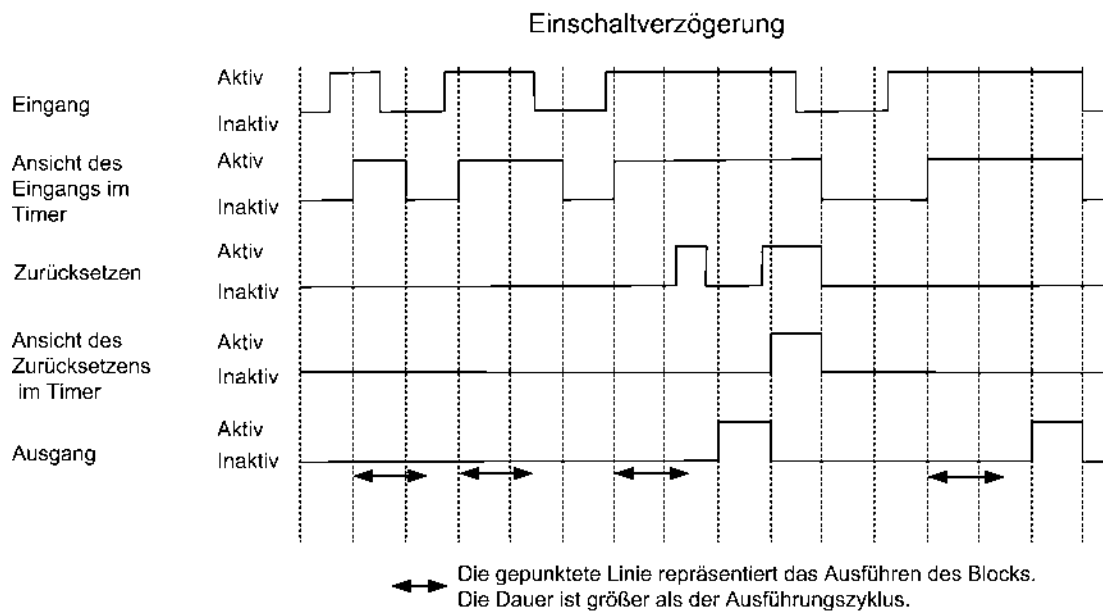 Einschaltverzögerung
Eingang
Aktiv
Inaktiv
Ansicht des
Eingangs im
Timer
Aktiv
Inaktiv
Zurücksetzen
Aktiv
Inaktiv
Ansicht des
Zurücksetzens
im Timer
Aktiv
Inaktiv
Ausgang
Aktiv
Inaktiv
Die gepunktete Linie repräsentiert das Ausführen des Blocks.
Die Dauer ist größer als der Ausführungszyklus.